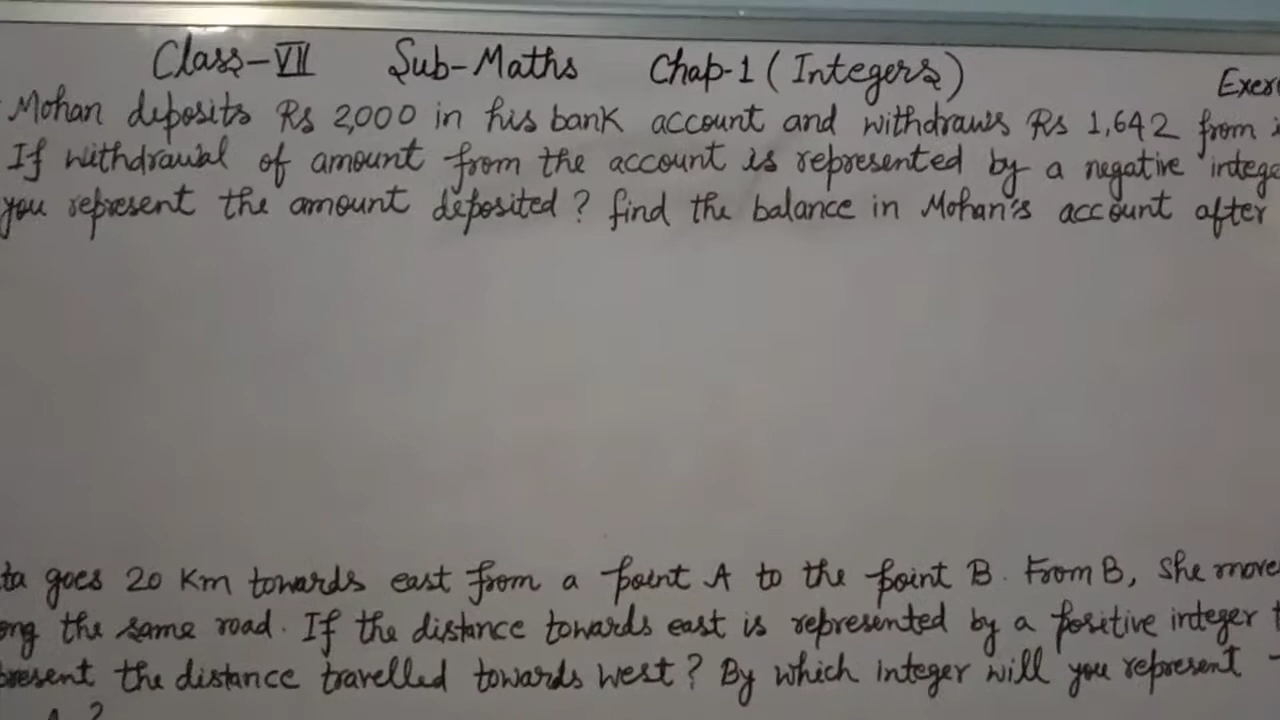 Class-VII Sub-Maths Chap-1 (Integers) Exer
Mohan deposits Rs 2,000 in his bank account and withdraws Rs 1,642 from
If withdrawal of amount from the account is represented by a negative intege
you represent the amount deposited? find the balance in Mohan's account after
ta goes 20 Km towards east from a point A to the point B. From B, She move
ong the same road. If the distance towards east is represented by a positive integer t
present the distance travelled towards west? By which integer will you represent
A?